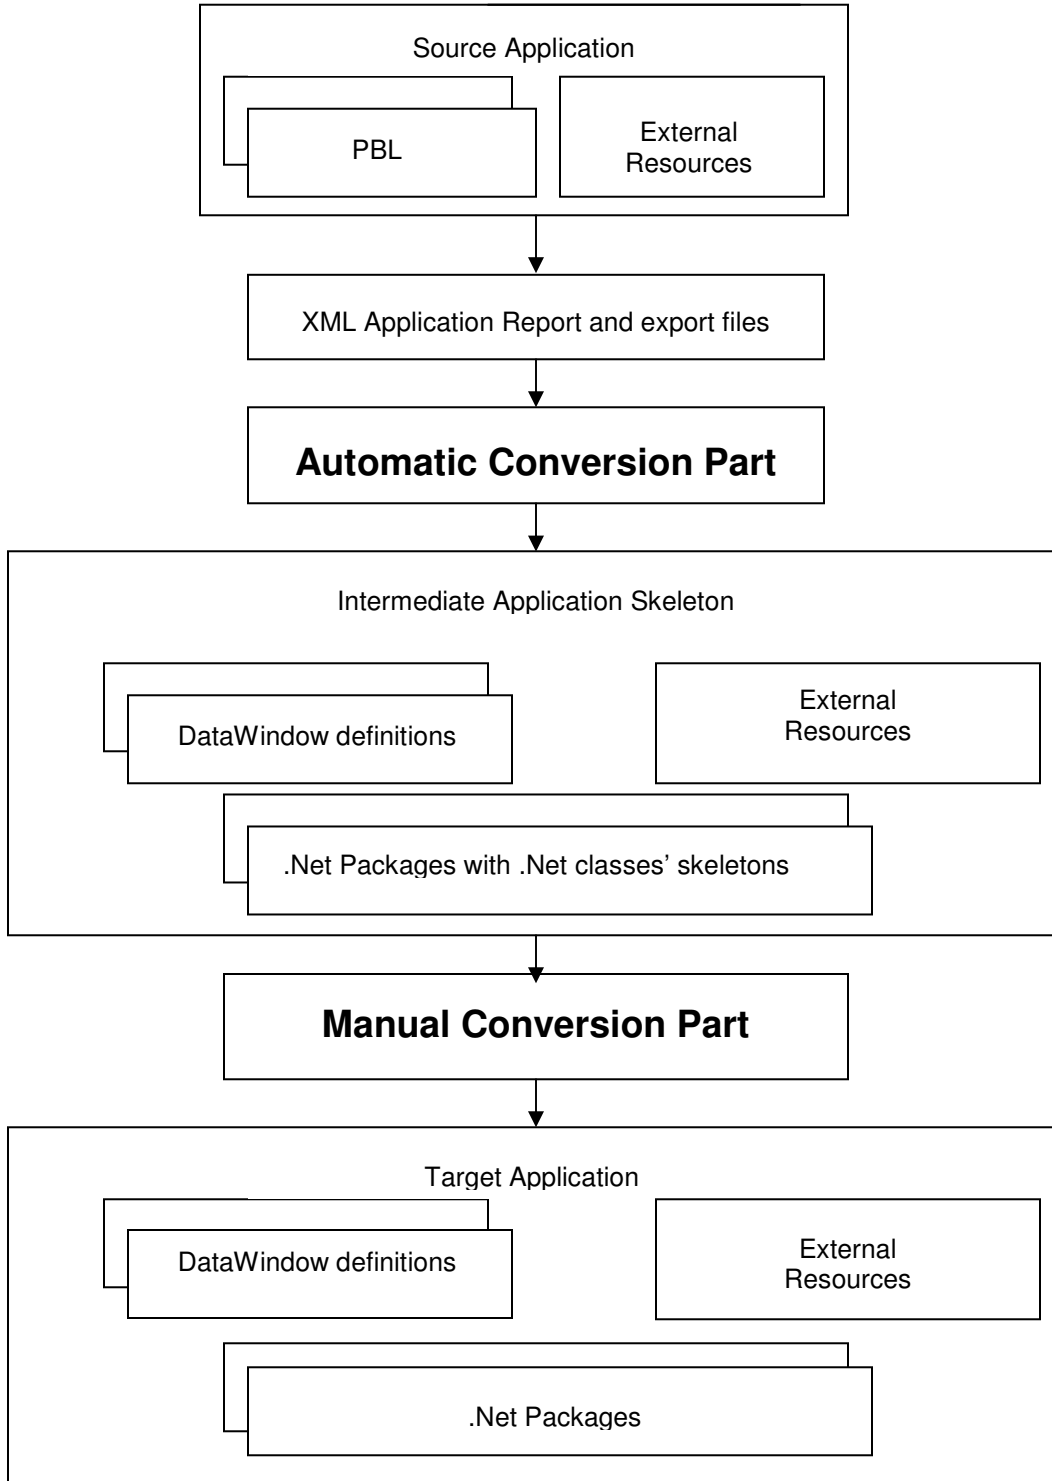 Source Application
PBL
External
Resources
XML Application Report and export files
Automatic Conversion Part
Intermediate Application Skeleton
DataWindow definitions
External
Resources
.Net Packages with .Net classes’ skeletons
Manual Conversion Part
Target Application
DataWindow definitions
External
Resources
.Net Packages